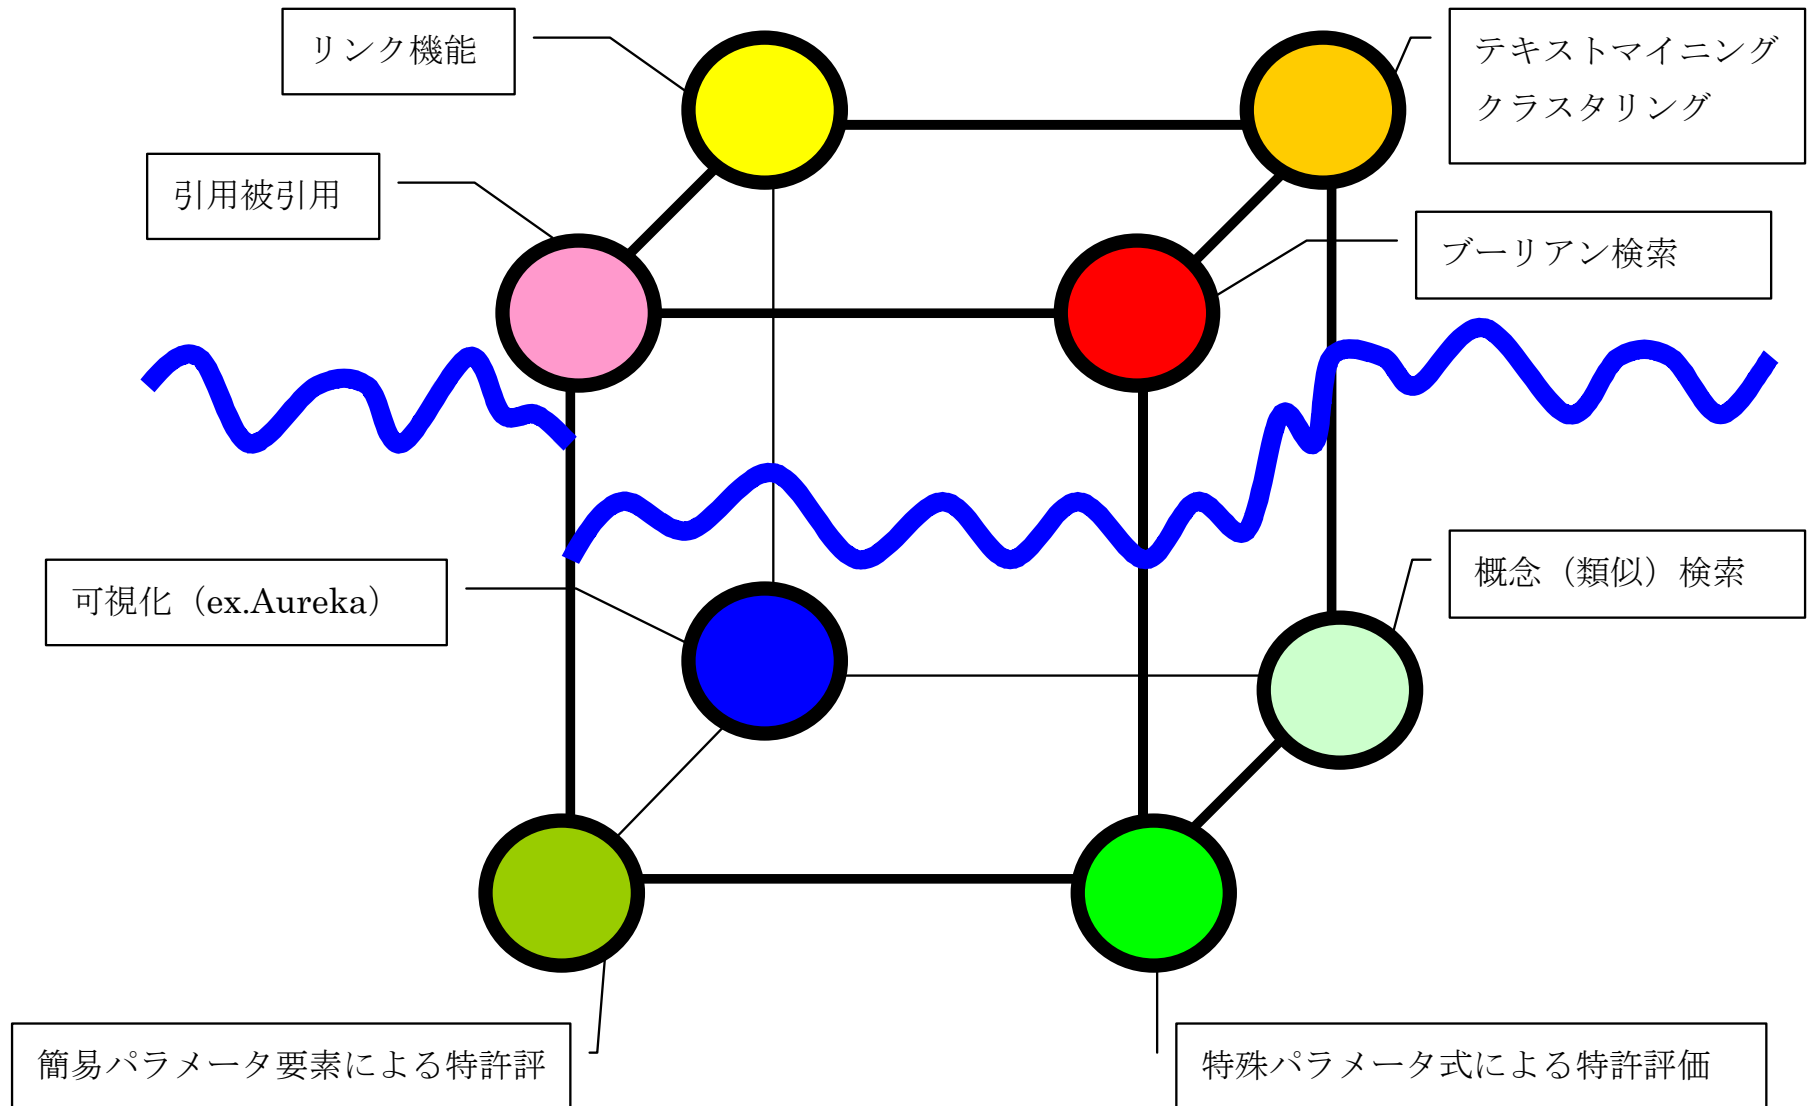 リンク機能
テキストマイニング
クラスタリング
引用被引用
ブーリアン検索
可視化（ex.Aureka）
概念（類似）検索
簡易パラメータ要素による特許評
特殊パラメータ式による特許評価